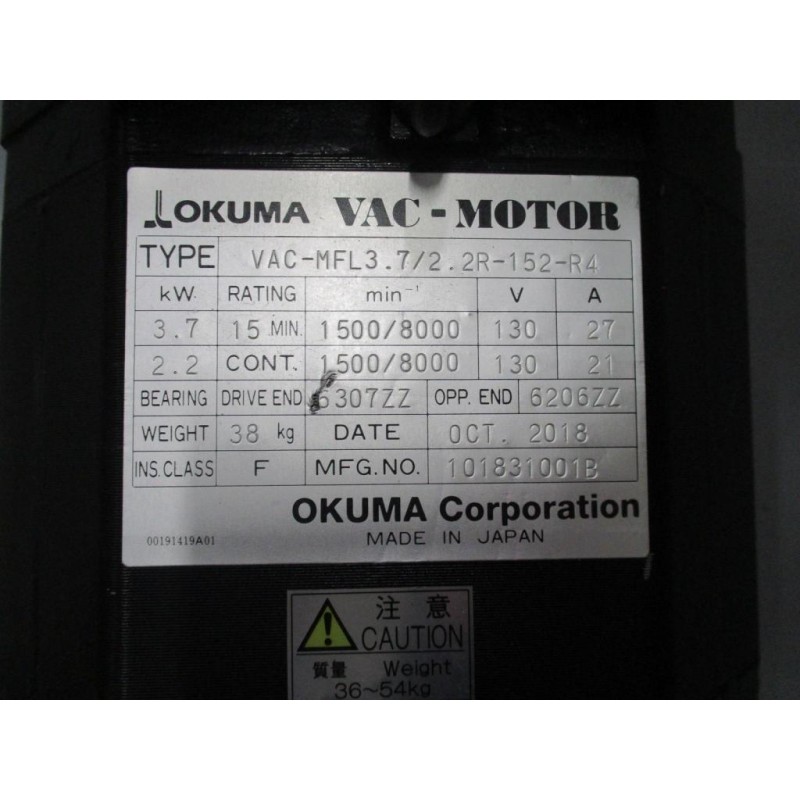 OKUMA VAC-MOTOR
TYPE VAC-MFL3.7/2.2R-152-R4
kW RATING min⁻¹ V A
3.7 15 MIN. 1500/8000 130 27
2.2 CONT. 1500/8000 130 21
BEARING DRIVE END 6307ZZ OPP. END 6206ZZ
WEIGHT 38 kg DATE OCT. 2018
INS.CLASS F MFG.NO. 101831001B
OKUMA Corporation
00191419A01 MADE IN JAPAN
注意
CAUTION
質量 Weight
36~54kg